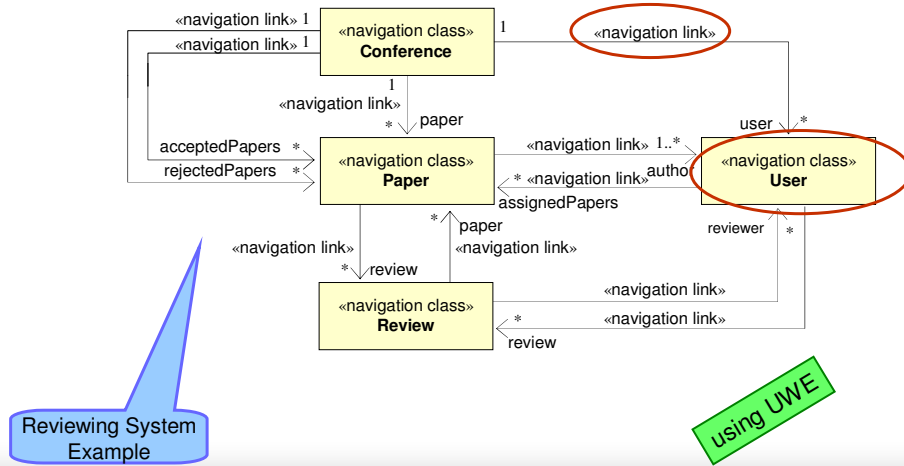 «navigation link» 1
«navigation link» 1
«navigation class»
Conference
1
«navigation link»
1
«navigation link»
* paper
user *
acceptedPapers *
rejectedPapers *
«navigation class»
Paper
«navigation link» 1..*
author
* «navigation link»
assignedPapers
«navigation class»
User
* paper
«navigation link»
«navigation link»
* review
reviewer *
«navigation class»
Review
«navigation link»
* «navigation link»
review
Reviewing System
Example
using UWE